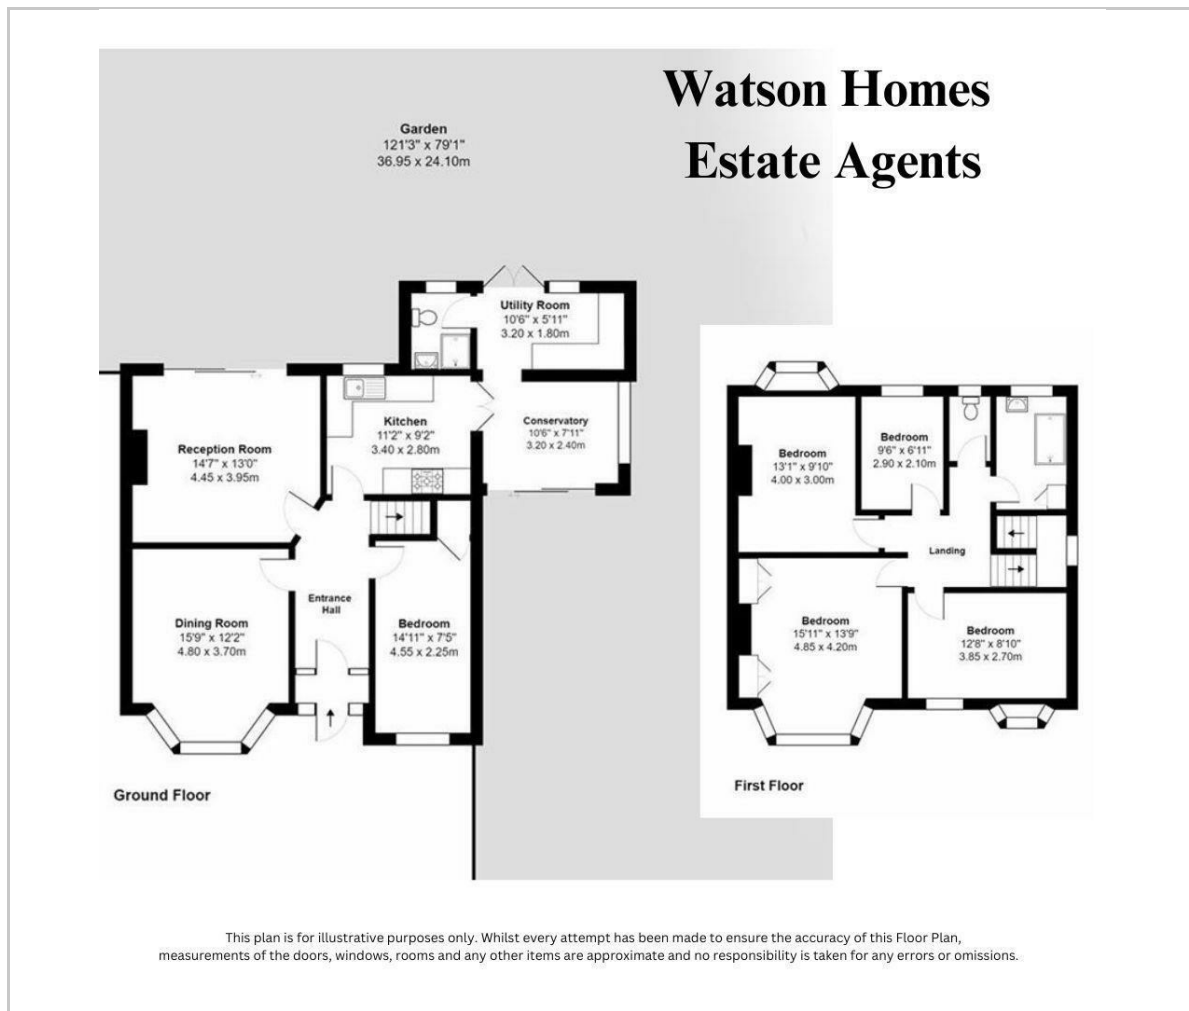 Watson Homes
Estate Agents
Garden
121'3" x 79'1"
36.95 x 24.10m
Utility Room
10'6" x 5'11"
3.20 x 1.80m
Reception Room
14'7" x 13'0"
4.45 x 3.95m
Kitchen
11'2" x 9'2"
3.40 x 2.80m
Conservatory
10'6" x 7'11"
3.20 x 2.40m
Dining Room
15'9" x 12'2"
4.80 x 3.70m
Entrance
Hall
Bedroom
14'11" x 7'5"
4.55 x 2.25m
Ground Floor
Bedroom
13'1" x 9'10"
4.00 x 3.00m
Bedroom
9'6" x 6'11"
2.90 x 2.10m
Landing
Bedroom
15'11" x 13'9"
4.85 x 4.20m
Bedroom
12'8" x 8'10"
3.85 x 2.70m
First Floor
This plan is for illustrative purposes only. Whilst every attempt has been made to ensure the accuracy of this Floor Plan,
measurements of the doors, windows, rooms and any other items are approximate and no responsibility is taken for any errors or omissions.